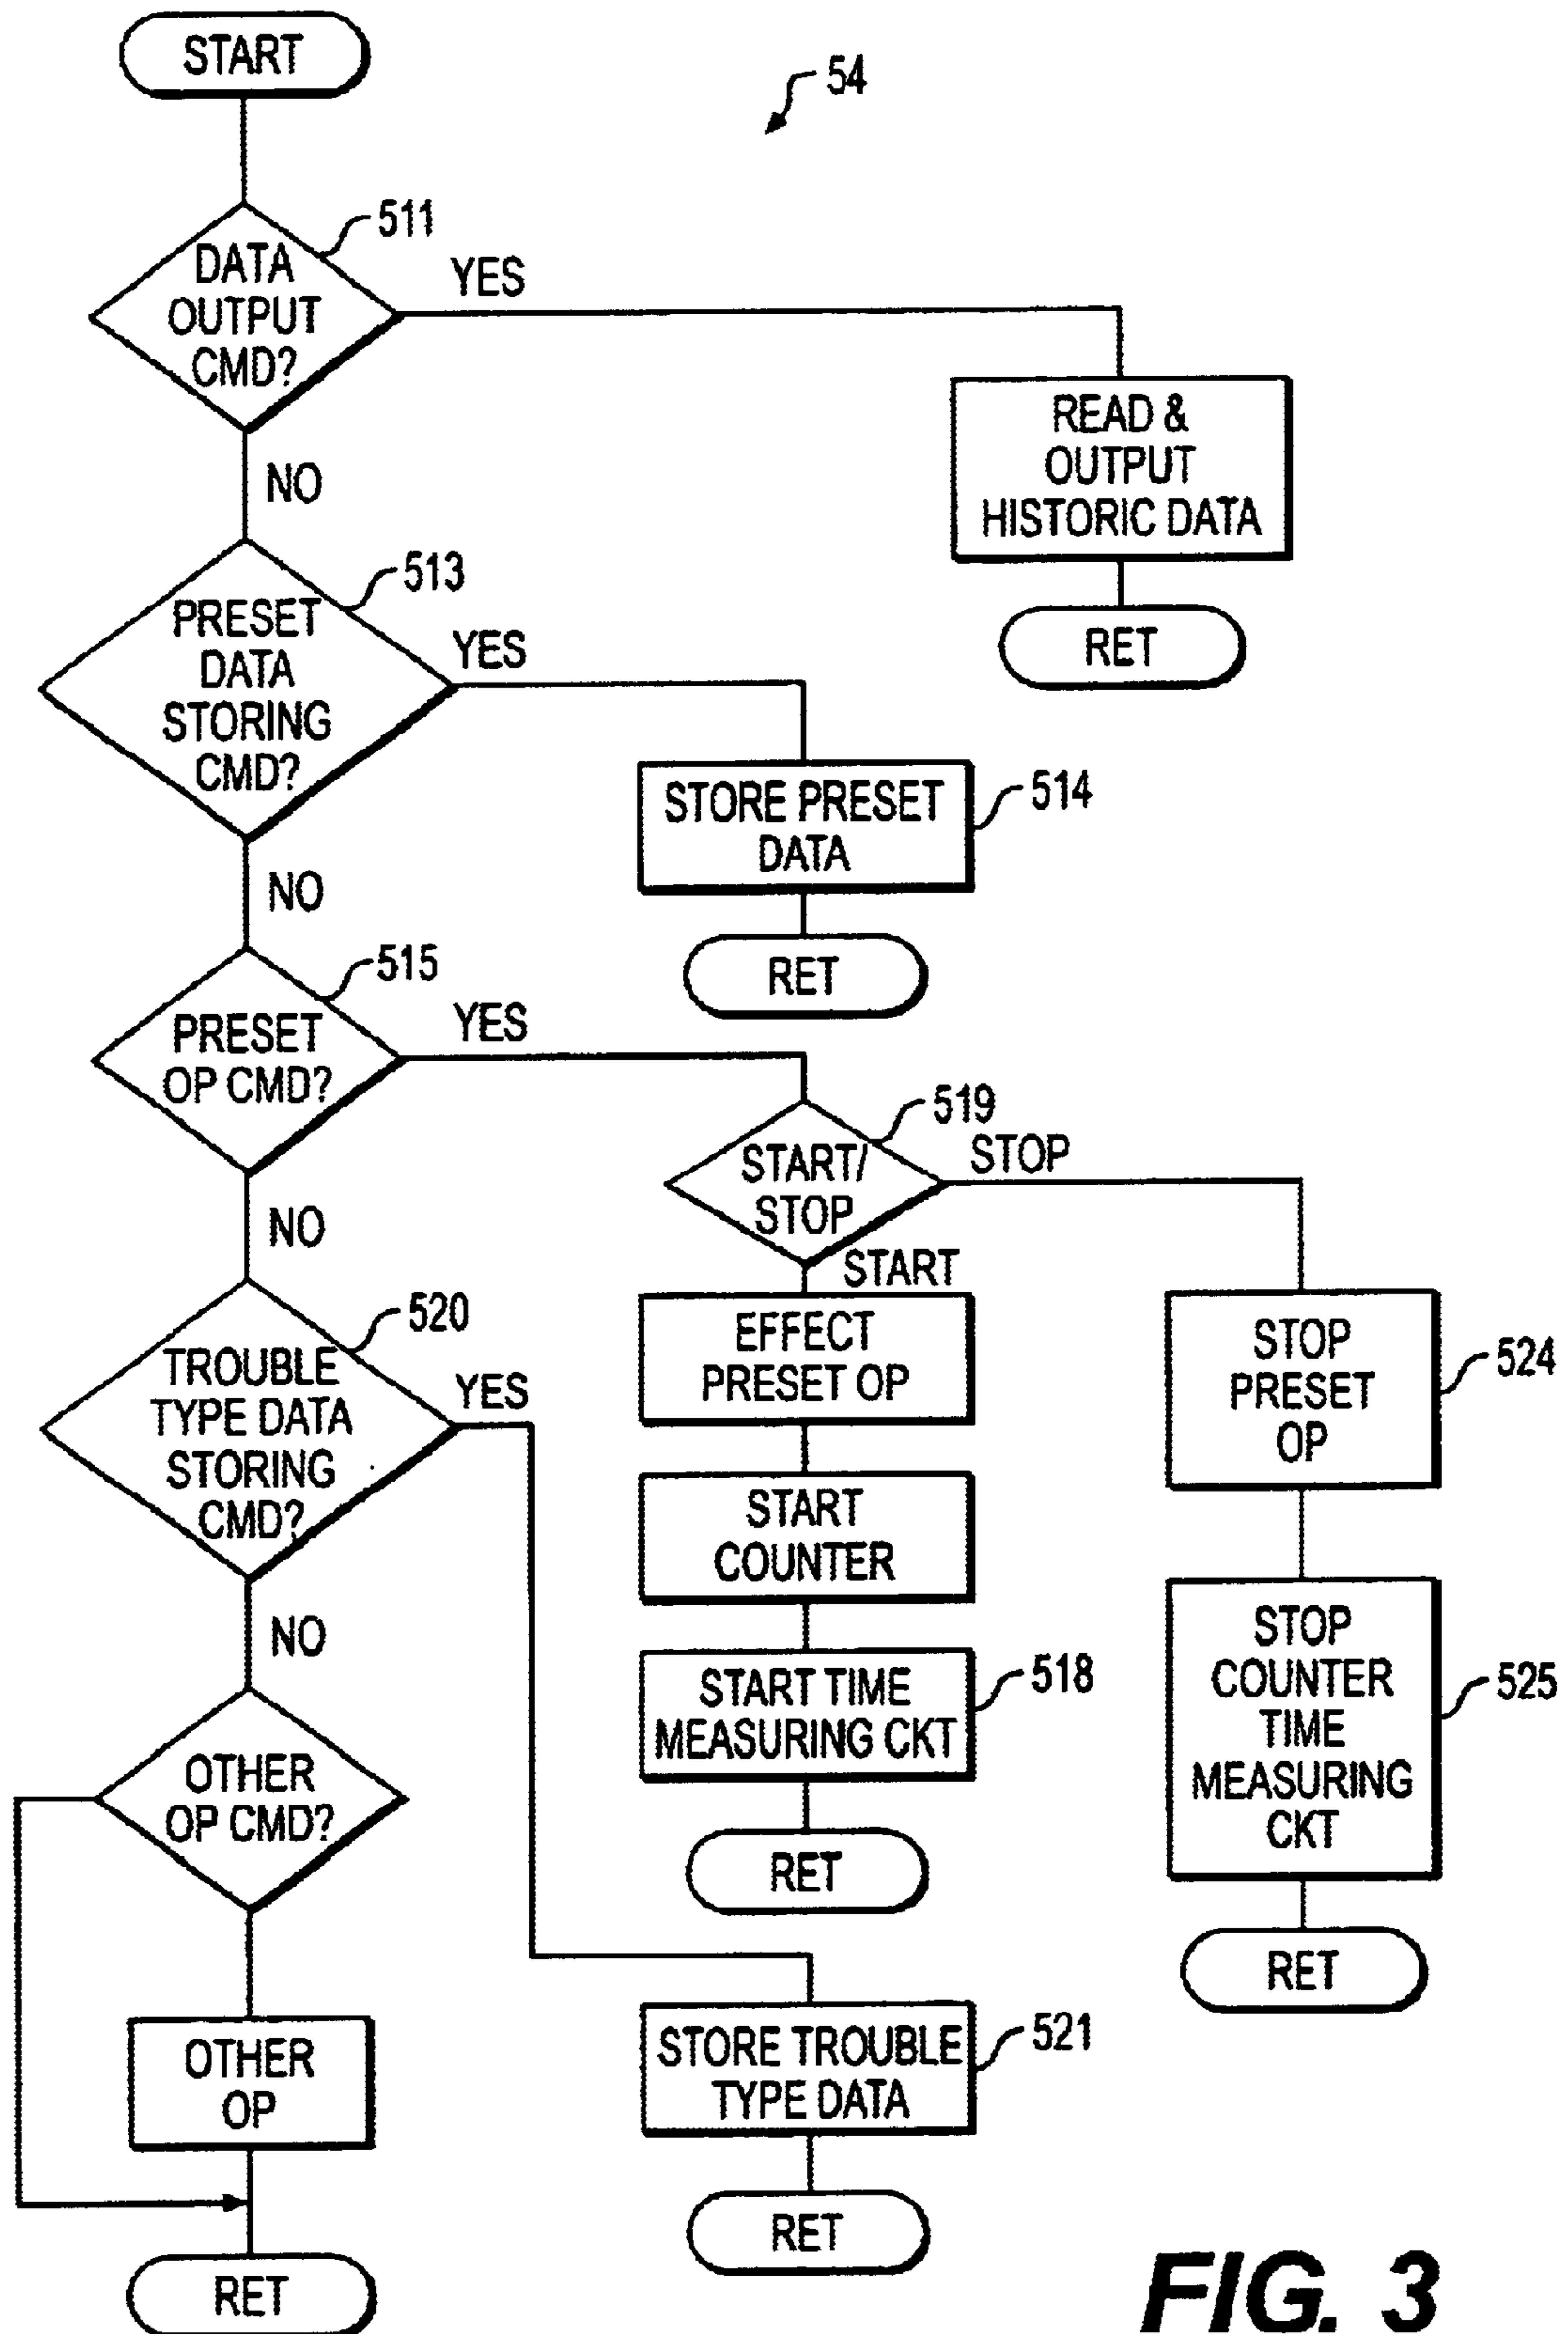 START
54
511
DATA
OUTPUT
CMD?
YES
READ &
OUTPUT
HISTORIC DATA
NO
RET
513
PRESET
DATA
STORING
CMD?
YES
STORE PRESET
DATA
514
NO
RET
515
PRESET
OP CMD?
YES
519
START/
STOP
STOP
NO
START
EFFECT
PRESET OP
STOP
PRESET
OP
524
520
TROUBLE
TYPE DATA
STORING
CMD?
YES
START
COUNTER
NO
START TIME
MEASURING CKT
518
STOP
COUNTER
TIME
MEASURING
CKT
525
OTHER
OP CMD?
RET
RET
OTHER
OP
STORE TROUBLE
TYPE DATA
521
RET
RET
FIG. 3